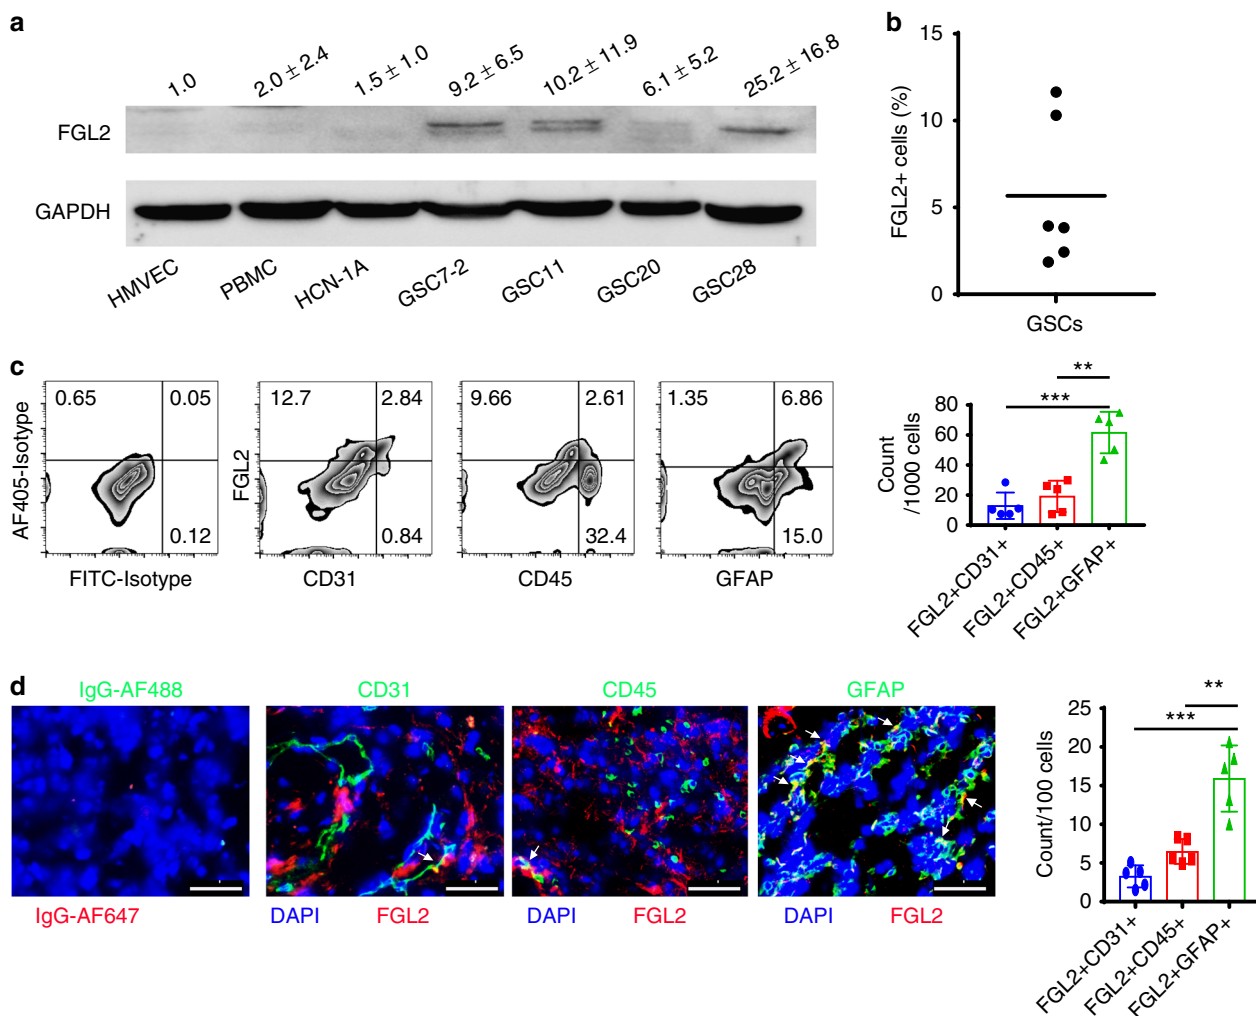 a
1.0
2.0 ± 2.4
1.5 ± 1.0
9.2 ± 6.5
10.2 ± 11.9
6.1 ± 5.2
25.2 ± 16.8
FGL2
GAPDH
HMVEC
PBMC
HCN-1A
GSC7-2
GSC11
GSC20
GSC28
b
FGL2+ cells (%)
15
10
5
0
GSCs
c
AF405-Isotype
0.65
0.05
0.12
FITC-Isotype
FGL2
12.7
2.84
0.84
CD31
9.66
2.61
32.4
CD45
1.35
6.86
15.0
GFAP
Count
/1000 cells
80
60
40
20
0
**
***
FGL2+CD31+
FGL2+CD45+
FGL2+GFAP+
d
IgG-AF488
CD31
CD45
GFAP
IgG-AF647
DAPI
FGL2
DAPI
FGL2
DAPI
FGL2
Count/100 cells
25
20
15
10
5
0
**
***
FGL2+CD31+
FGL2+CD45+
FGL2+GFAP+